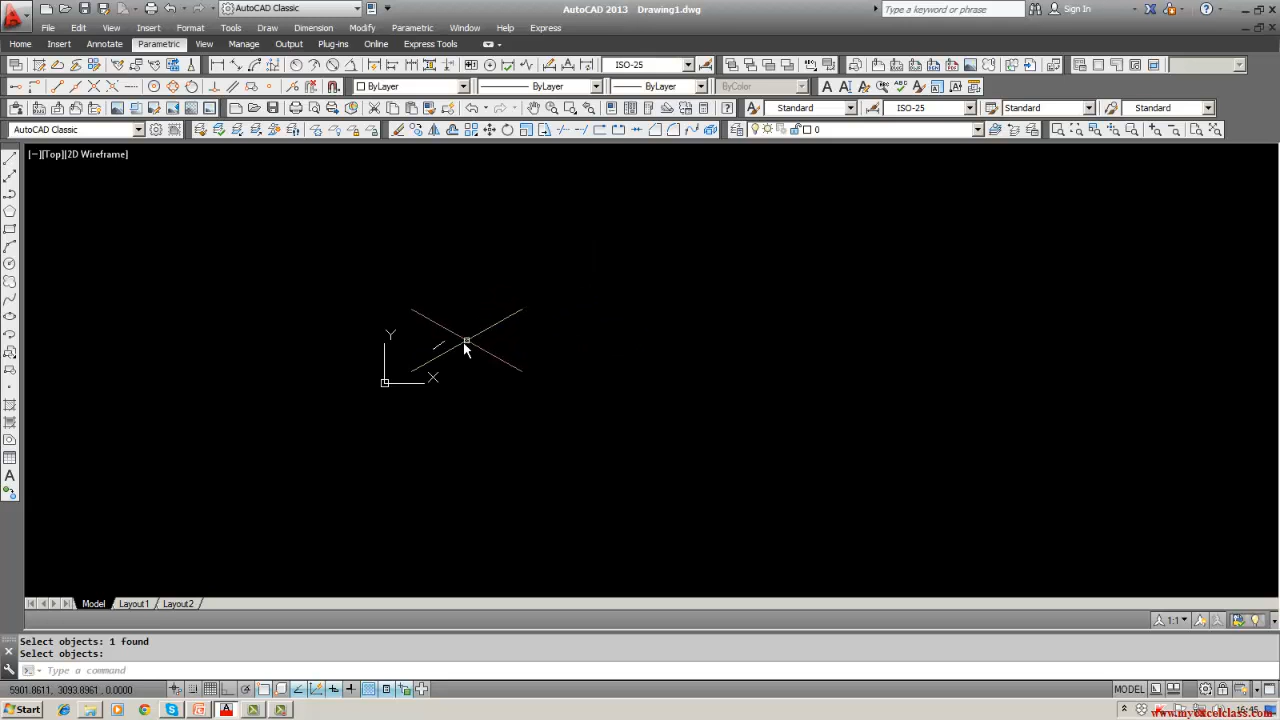 AutoCAD Classic
AutoCAD 2013 Drawing1.dwg
Type a keyword or phrase
Sign In
File Edit View Insert Format Tools Draw Dimension Modify Parametric Window Help Express
Home Insert Annotate Parametric View Manage Output Plug-ins Online Express Tools
ISO-25
ByLayer ByLayer ByLayer ByColor
Standard ISO-25 Standard Standard
AutoCAD Classic
0
[−][Top][2D Wireframe]
Y
X
Model Layout1 Layout2
1:1
Select objects: 1 found
Select objects:
Type a command
5901.8611, 3093.8961, 0.0000
MODEL
Start
16:45
www.myexcelclass.com